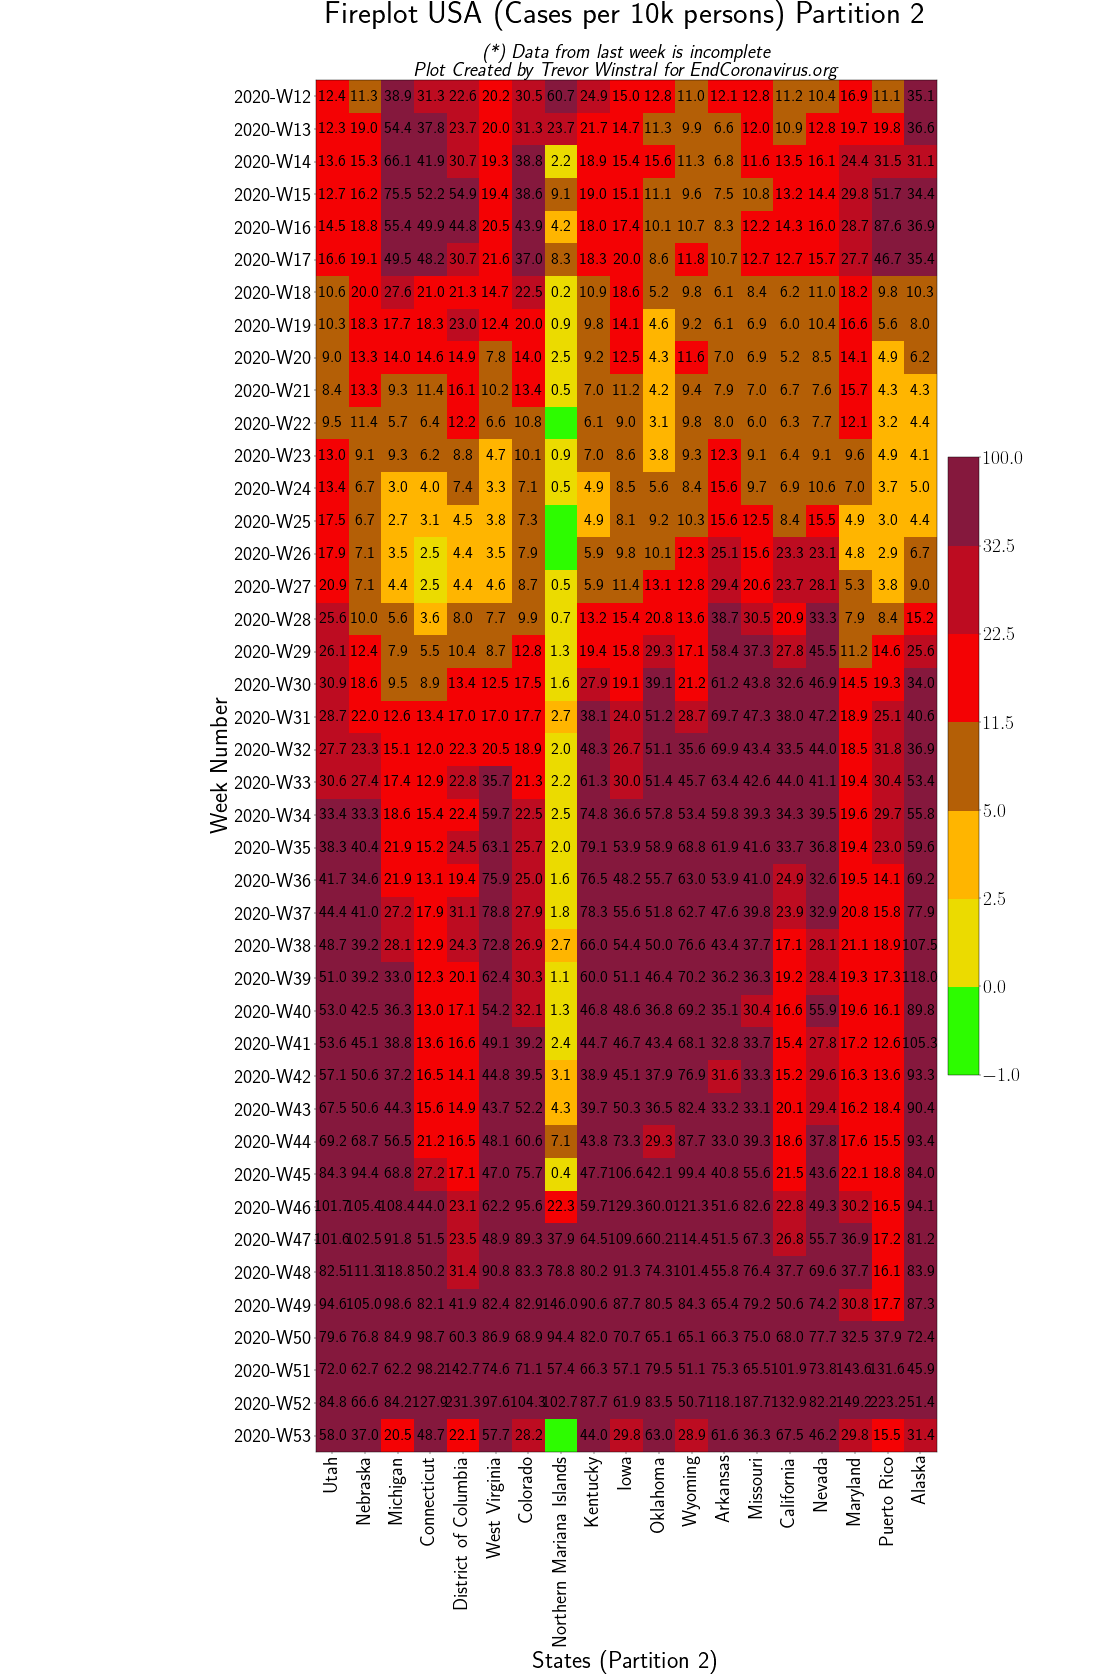 Fireplot USA (Cases per 10k persons) Partition 2
(*) Data from last week is incomplete
Plot Created by Trevor Winstral for EndCoronavirus.org
2020-W12 12.4 11.3 38.9 31.3 22.6 20.2 30.5 60.7 24.9 15.0 12.8 11.0 12.1 12.8 11.2 10.4 16.9 11.1 35.1
2020-W13 12.3 19.0 54.4 37.8 23.7 20.0 31.3 23.7 21.7 14.7 11.3 9.9 6.6 12.0 10.9 12.8 19.7 19.8 36.6
2020-W14 13.6 15.3 66.1 41.9 30.7 19.3 38.8 2.2 18.9 15.4 15.6 11.3 6.8 11.6 13.5 16.1 24.4 31.5 31.1
2020-W15 12.7 16.2 75.5 52.2 54.9 19.4 38.6 9.1 19.0 15.1 11.1 9.6 7.5 10.8 13.2 14.4 29.8 51.7 34.4
2020-W16 14.5 18.8 55.4 49.9 44.8 20.5 43.9 4.2 18.0 17.4 10.1 10.7 8.3 12.2 14.3 16.0 28.7 87.6 36.9
2020-W17 16.6 19.1 49.5 48.2 30.7 21.6 37.0 8.3 18.3 20.0 8.6 11.8 10.7 12.7 12.7 15.7 27.7 46.7 35.4
2020-W18 10.6 20.0 27.6 21.0 21.3 14.7 22.5 0.2 10.9 18.6 5.2 9.8 6.1 8.4 6.2 11.0 18.2 9.8 10.3
2020-W19 10.3 18.3 17.7 18.3 23.0 12.4 20.0 0.9 9.8 14.1 4.6 9.2 6.1 6.9 6.0 10.4 16.6 5.6 8.0
2020-W20 9.0 13.3 14.0 14.6 14.9 7.8 14.0 2.5 9.2 12.5 4.3 11.6 7.0 6.9 5.2 8.5 14.1 4.9 6.2
2020-W21 8.4 13.3 9.3 11.4 16.1 10.2 13.4 0.5 7.0 11.2 4.2 9.4 7.9 7.0 6.7 7.6 15.7 4.3 4.3
2020-W22 9.5 11.4 5.7 6.4 12.2 6.6 10.8 6.1 9.0 3.1 9.8 8.0 6.0 6.3 7.7 12.1 3.2 4.4
2020-W23 13.0 9.1 9.3 6.2 8.8 4.7 10.1 0.9 7.0 8.6 3.8 9.3 12.3 9.1 6.4 9.1 9.6 4.9 4.1
2020-W24 13.4 6.7 3.0 4.0 7.4 3.3 7.1 0.5 4.9 8.5 5.6 8.4 15.6 9.7 6.9 10.6 7.0 3.7 5.0
2020-W25 17.5 6.7 2.7 3.1 4.5 3.8 7.3 4.9 8.1 9.2 10.3 15.6 12.5 8.4 15.5 4.9 3.0 4.4
2020-W26 17.9 7.1 3.5 2.5 4.4 3.5 7.9 5.9 9.8 10.1 12.3 25.1 15.6 23.3 23.1 4.8 2.9 6.7
2020-W27 20.9 7.1 4.4 2.5 4.4 4.6 8.7 0.5 5.9 11.4 13.1 12.8 29.4 20.6 23.7 28.1 5.3 3.8 9.0
2020-W28 25.6 10.0 5.6 3.6 8.0 7.7 9.9 0.7 13.2 15.4 20.8 13.6 38.7 30.5 20.9 33.3 7.9 8.4 15.2
2020-W29 26.1 12.4 7.9 5.5 10.4 8.7 12.8 1.3 19.4 15.8 29.3 17.1 58.4 37.3 27.8 45.5 11.2 14.6 25.6
2020-W30 30.9 18.6 9.5 8.9 13.4 12.5 17.5 1.6 27.9 19.1 39.1 21.2 61.2 43.8 32.6 46.9 14.5 19.3 34.0
2020-W31 28.7 22.0 12.6 13.4 17.0 17.0 17.7 2.7 38.1 24.0 51.2 28.7 69.7 47.3 38.0 47.2 18.9 25.1 40.6
2020-W32 27.7 23.3 15.1 12.0 22.3 20.5 18.9 2.0 48.3 26.7 51.1 35.6 69.9 43.4 33.5 44.0 18.5 31.8 36.9
2020-W33 30.6 27.4 17.4 12.9 22.8 35.7 21.3 2.2 61.3 30.0 51.4 45.7 63.4 42.6 44.0 41.1 19.4 30.4 53.4
2020-W34 33.4 33.3 18.6 15.4 22.4 59.7 22.5 2.5 74.8 36.6 57.8 53.4 59.8 39.3 34.3 39.5 19.6 29.7 55.8
2020-W35 38.3 40.4 21.9 15.2 24.5 63.1 25.7 2.0 79.1 53.9 58.9 68.8 61.9 41.6 33.7 36.8 19.4 23.0 59.6
2020-W36 41.7 34.6 21.9 13.1 19.4 75.9 25.0 1.6 76.5 48.2 55.7 63.0 53.9 41.0 24.9 32.6 19.5 14.1 69.2
2020-W37 44.4 41.0 27.2 17.9 31.1 78.8 27.9 1.8 78.3 55.6 51.8 62.7 47.6 39.8 23.9 32.9 20.8 15.8 77.9
2020-W38 48.7 39.2 28.1 12.9 24.3 72.8 26.9 2.7 66.0 54.4 50.0 76.6 43.4 37.7 17.1 28.1 21.1 18.9 107.5
2020-W39 51.0 39.2 33.0 12.3 20.1 62.4 30.3 1.1 60.0 51.1 46.4 70.2 36.2 36.3 19.2 28.4 19.3 17.3 118.0
2020-W40 53.0 42.5 36.3 13.0 17.1 54.2 32.1 1.3 46.8 48.6 36.8 69.2 35.1 30.4 16.6 55.9 19.6 16.1 89.8
2020-W41 53.6 45.1 38.8 13.6 16.6 49.1 39.2 2.4 44.7 46.7 43.4 68.1 32.8 33.7 15.4 27.8 17.2 12.6 105.3
2020-W42 57.1 50.6 37.2 16.5 14.1 44.8 39.5 3.1 38.9 45.1 37.9 76.9 31.6 33.3 15.2 29.6 16.3 13.6 93.3
2020-W43 67.5 50.6 44.3 15.6 14.9 43.7 52.2 4.3 39.7 50.3 36.5 82.4 33.2 33.1 20.1 29.4 16.2 18.4 90.4
2020-W44 69.2 68.7 56.5 21.2 16.5 48.1 60.6 7.1 43.8 73.3 29.3 87.7 33.0 39.3 18.6 37.8 17.6 15.5 93.4
2020-W45 84.3 94.4 68.8 27.2 17.1 47.0 75.7 0.4 47.7 106.6 42.1 99.4 40.8 55.6 21.5 43.6 22.1 18.8 84.0
2020-W46 101.7 105.4 108.4 44.0 23.1 62.2 95.6 22.3 59.7 129.3 60.0 121.3 51.6 82.6 22.8 49.3 30.2 16.5 94.1
2020-W47 101.6 102.5 91.8 51.5 23.5 48.9 89.3 37.9 64.5 109.6 60.2 114.4 51.5 67.3 26.8 55.7 36.9 17.2 81.2
2020-W48 82.5 111.3 118.8 50.2 31.4 90.8 83.3 78.8 80.2 91.3 74.3 101.4 55.8 76.4 37.7 69.6 37.7 16.1 83.9
2020-W49 94.6 105.0 98.6 82.1 41.9 82.4 82.9 146.0 90.6 87.7 80.5 84.3 65.4 79.2 50.6 74.2 30.8 17.7 87.3
2020-W50 79.6 76.8 84.9 98.7 60.3 86.9 68.9 94.4 82.0 70.7 65.1 65.1 66.3 75.0 68.0 77.7 32.5 37.9 72.4
2020-W51 72.0 62.7 62.2 98.2 142.7 74.6 71.1 57.4 66.3 57.1 79.5 51.1 75.3 65.5 101.9 73.8 143.6 131.6 45.9
2020-W52 84.8 66.6 84.2 127.9 231.3 97.6 104.3 102.7 87.7 61.9 83.5 50.7 118.1 87.7 132.9 82.2 149.2 223.2 51.4
2020-W53 58.0 37.0 20.5 48.7 22.1 57.7 28.2 44.0 29.8 63.0 28.9 61.6 36.3 67.5 46.2 29.8 15.5 31.4
Week Number
Utah
Nebraska
Michigan
Connecticut
District of Columbia
West Virginia
Colorado
Northern Mariana Islands
Kentucky
Iowa
Oklahoma
Wyoming
Arkansas
Missouri
California
Nevada
Maryland
Puerto Rico
Alaska
States (Partition 2)
100.0
32.5
22.5
11.5
5.0
2.5
0.0
−1.0